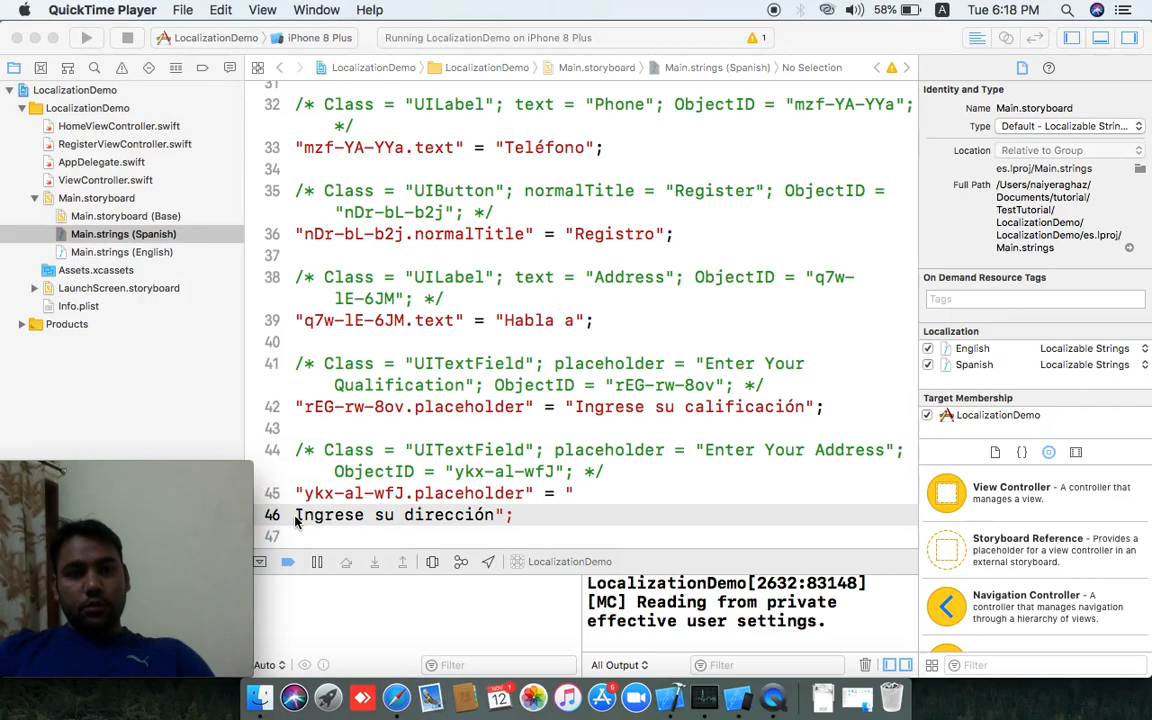 QuickTime Player File Edit View Window Help 58% A Tue 6:18 PM
LocalizationDemo iPhone 8 Plus Running LocalizationDemo on iPhone 8 Plus 1
LocalizationDemo LocalizationDemo Main.storyboard Main.strings (Spanish) No Selection
LocalizationDemo
LocalizationDemo
HomeViewController.swift
RegisterViewController.swift
AppDelegate.swift
ViewController.swift
Main.storyboard
Main.storyboard (Base)
Main.strings (Spanish)
Main.strings (English)
Assets.xcassets
LaunchScreen.storyboard
Info.plist
Products
31
32 /* Class = "UILabel"; text = "Phone"; ObjectID = "mzf-YA-YYa";
*/
33 "mzf-YA-YYa.text" = "Teléfono";
34
35 /* Class = "UIButton"; normalTitle = "Register"; ObjectID =
"nDr-bL-b2j"; */
36 "nDr-bL-b2j.normalTitle" = "Registro";
37
38 /* Class = "UILabel"; text = "Address"; ObjectID = "q7w-
lE-6JM"; */
39 "q7w-lE-6JM.text" = "Habla a";
40
41 /* Class = "UITextField"; placeholder = "Enter Your
Qualification"; ObjectID = "rEG-rw-8ov"; */
42 "rEG-rw-8ov.placeholder" = "Ingrese su calificación";
43
44 /* Class = "UITextField"; placeholder = "Enter Your Address";
ObjectID = "ykx-al-wfJ"; */
45 "ykx-al-wfJ.placeholder" = "
46 Ingrese su dirección";
47
LocalizationDemo
LocalizationDemo[2632:83148]
[MC] Reading from private
effective user settings.
Auto Filter All Output Filter
Identity and Type
Name Main.storyboard
Type Default - Localizable Strin...
Location Relative to Group
es.lproj/Main.strings
Full Path /Users/naiyeraghaz/
Documents/tutorial/
TestTutorial/
LocalizationDemo/
LocalizationDemo/es.lproj/
Main.strings
On Demand Resource Tags
Tags
Localization
English Localizable Strings
Spanish Localizable Strings
Target Membership
LocalizationDemo
View Controller - A controller that
manages a view.
Storyboard Reference - Provides a
placeholder for a view controller in an
external storyboard.
Navigation Controller - A
controller that manages navigation
through a hierarchy of views.
Filter
NOV
12
1
6